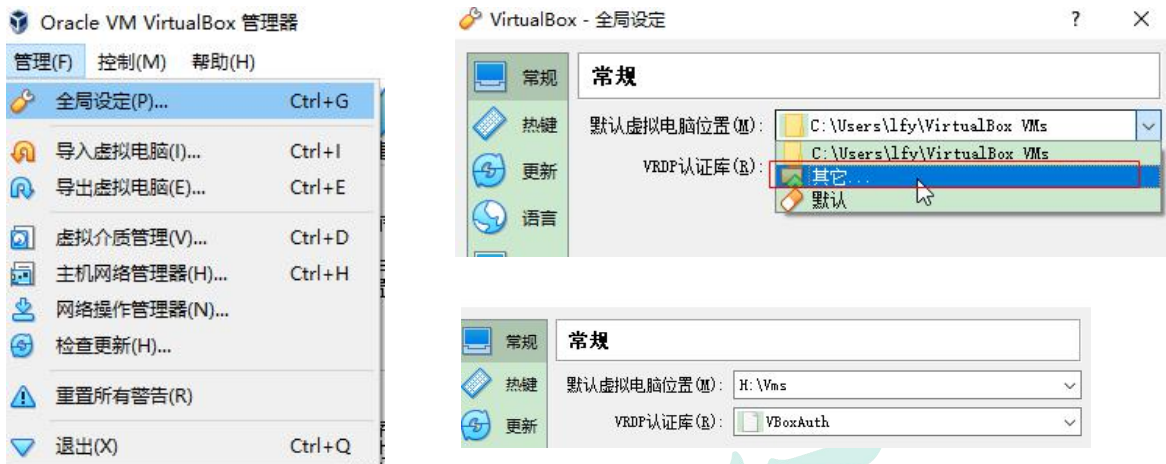 Oracle VM VirtualBox 管理器
管理(F) 控制(M) 帮助(H)
全局设定(P)... Ctrl+G
导入虚拟电脑(I)... Ctrl+I
导出虚拟电脑(E)... Ctrl+E
虚拟介质管理(V)... Ctrl+D
主机网络管理器(H)... Ctrl+H
网络操作管理器(N)...
检查更新(H)...
重置所有警告(R)
退出(X) Ctrl+Q
VirtualBox - 全局设定 ? ×
常规
热键
更新
语言
常规
默认虚拟电脑位置(M): C:\Users\lfy\VirtualBox VMs
C:\Users\lfy\VirtualBox VMs
VRDP认证库(R): 其它...
默认
常规
热键
更新
常规
默认虚拟电脑位置(M): H:\Vms
VRDP认证库(R): VBoxAuth